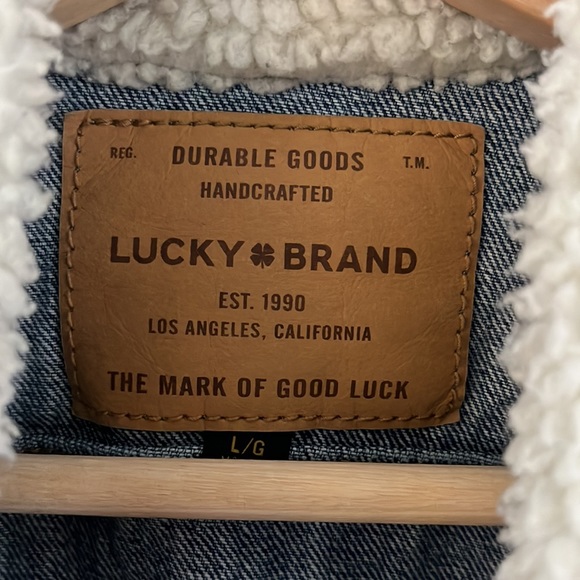 REG. DURABLE GOODS T.M.
HANDCRAFTED
LUCKY BRAND
EST. 1990
LOS ANGELES, CALIFORNIA
THE MARK OF GOOD LUCK
L/G